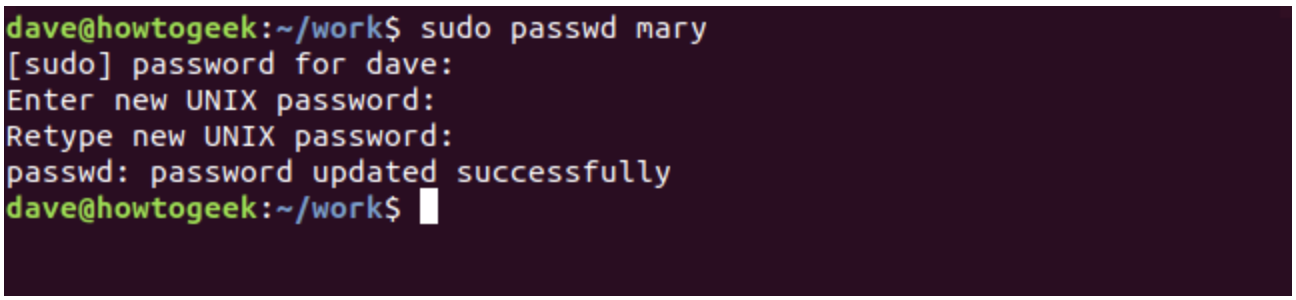 dave@howtogeek:~/work$ sudo passwd mary
[sudo] password for dave:
Enter new UNIX password:
Retype new UNIX password:
passwd: password updated successfully
dave@howtogeek:~/work$